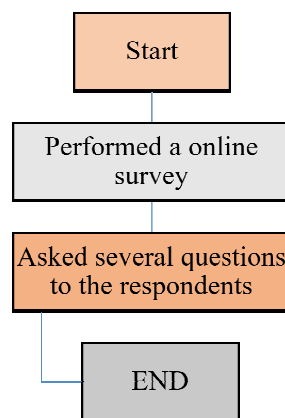 Start
Performed a online
survey
Asked several questions
to the respondents
END